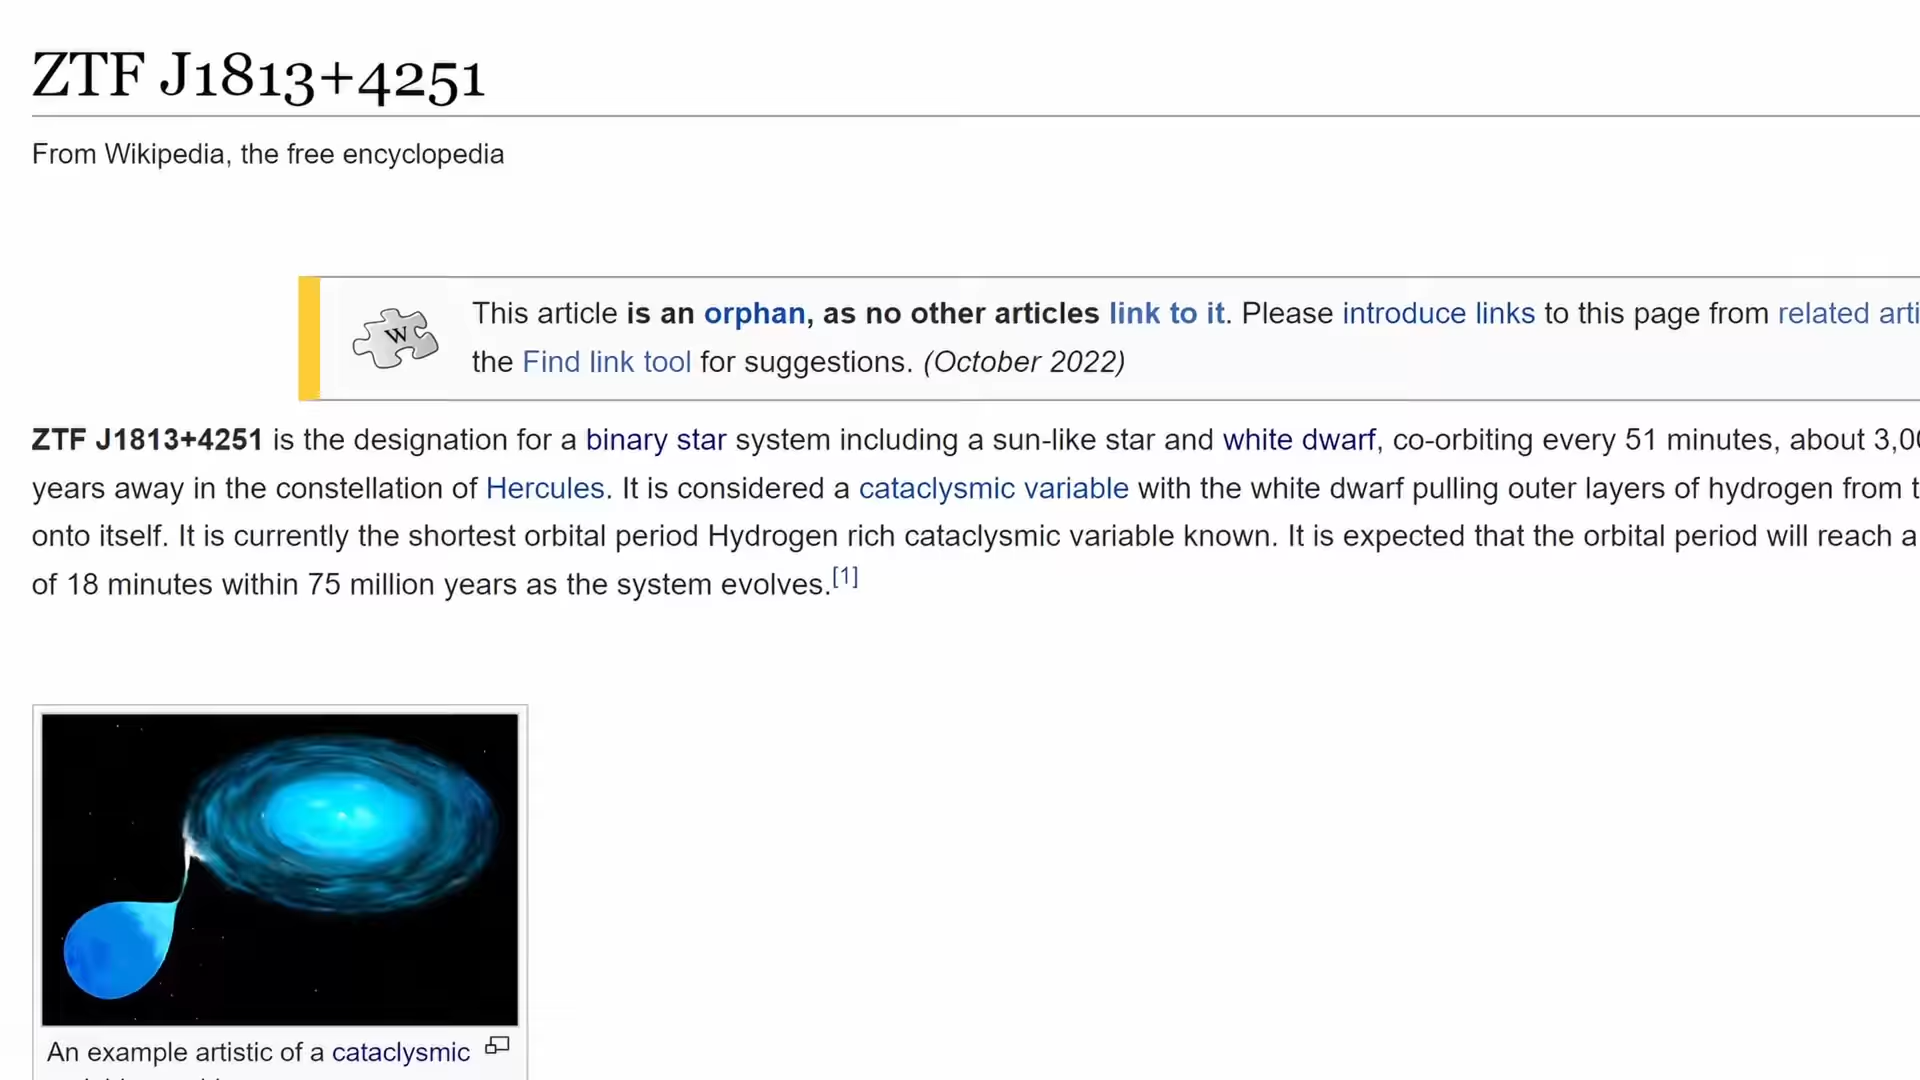 ZTF J1813+4251
From Wikipedia, the free encyclopedia
W
This article is an orphan, as no other articles link to it. Please introduce links to this page from related
the Find link tool for suggestions. (October 2022)
ZTF J1813+4251 is the designation for a binary star system including a sun-like star and white dwarf, co-orbiting every 51 minutes, about
years away in the constellation of Hercules. It is considered a cataclysmic variable with the white dwarf pulling outer layers of hydrogen from
onto itself. It is currently the shortest orbital period Hydrogen rich cataclysmic variable known. It is expected that the orbital period will reach a
of 18 minutes within 75 million years as the system evolves.[1]
An example artistic of a cataclysmic